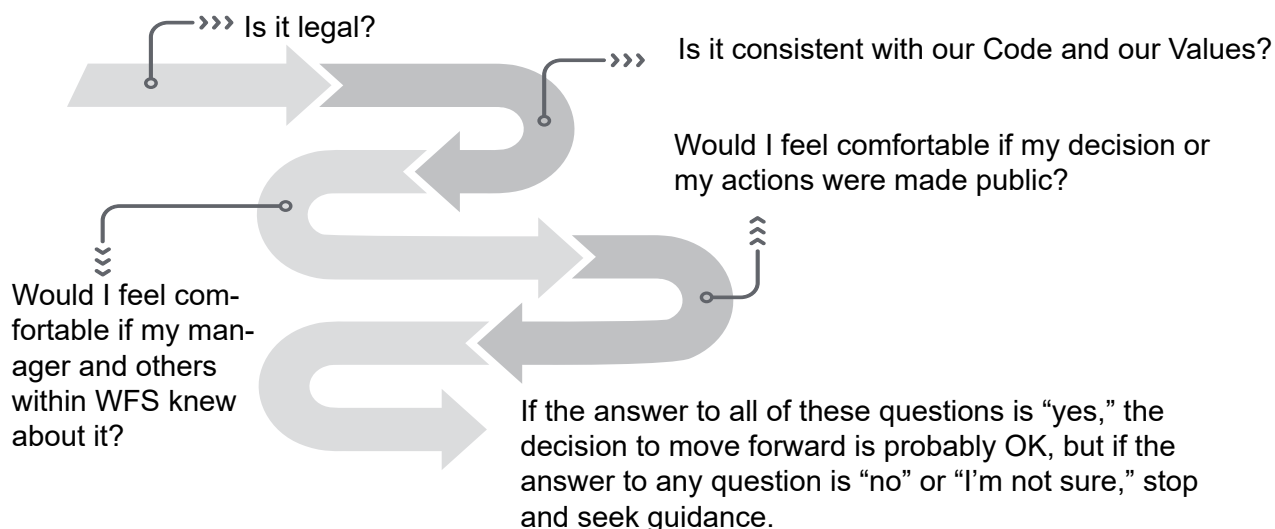 Is it legal?
Is it consistent with our Code and our Values?
Would I feel com-
fortable if my man-
ager and others
within WFS knew
about it?
Would I feel comfortable if my decision or
my actions were made public?
If the answer to all of these questions is “yes,” the
decision to move forward is probably OK, but if the
answer to any question is “no” or “I’m not sure,” stop
and seek guidance.